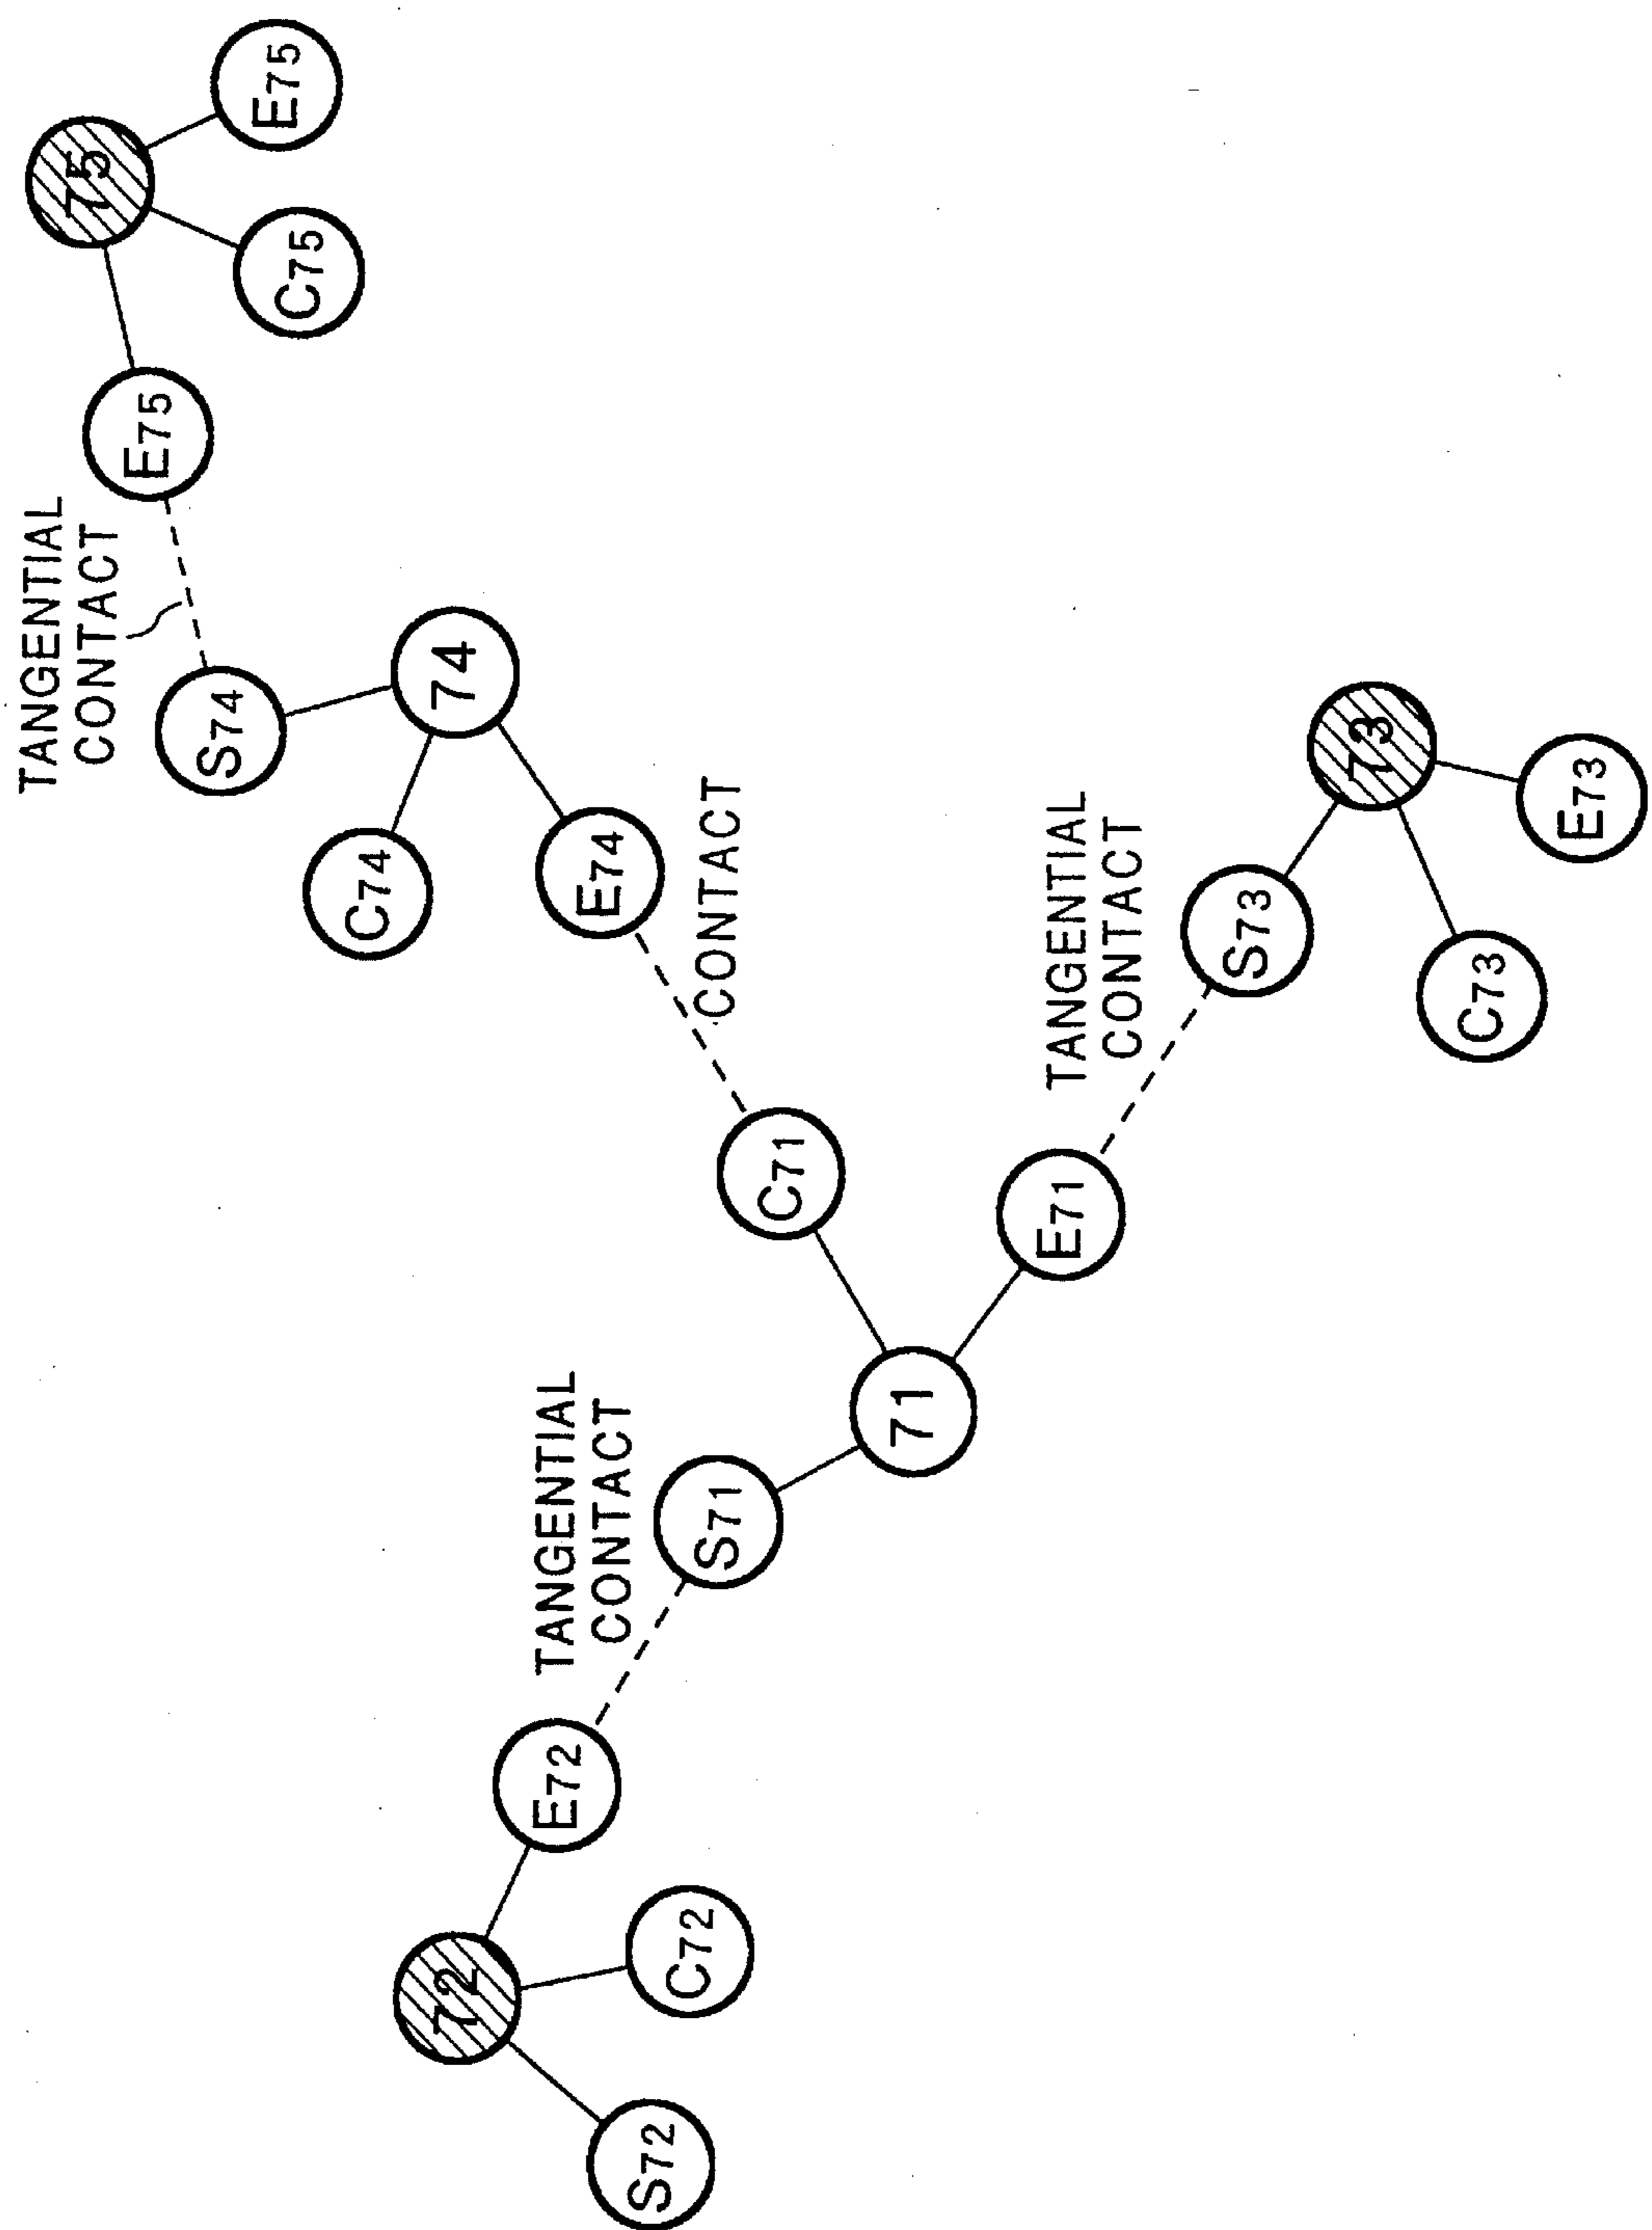 72
S72
C72
E72
TANGENTIAL
CONTACT
S71
71
C71
E71
CONTACT
TANGENTIAL
CONTACT
E74
C74
74
S74
S73
C73
73
E73
TANGENTIAL
CONTACT
E75
75
C75
E75